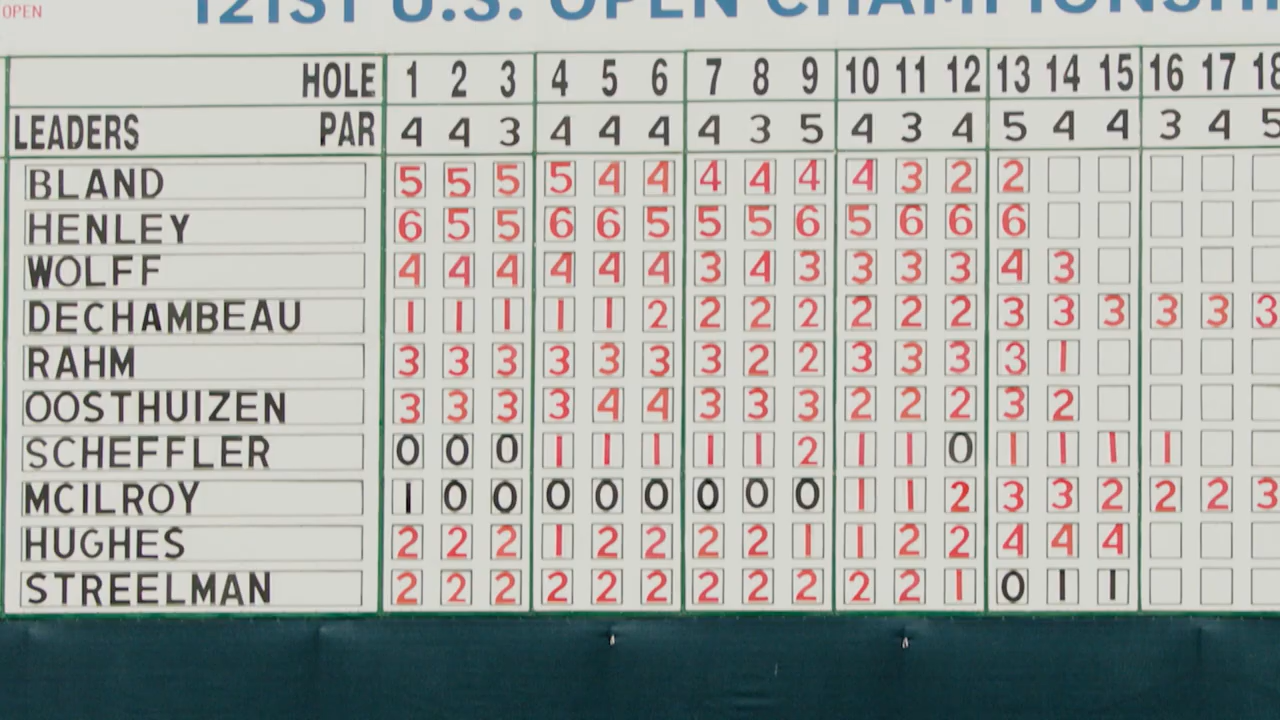 OPEN
121ST U.S. OPEN CHAMPIONSHI
HOLE 1 2 3 4 5 6 7 8 9 10 11 12 13 14 15 16 17 18
LEADERS PAR 4 4 3 4 4 4 4 3 5 4 3 4 5 4 4 3 4 5
BLAND 5 5 5 5 4 4 4 4 4 4 3 2 2
HENLEY 6 5 5 6 6 5 5 5 6 5 6 6 6
WOLFF 4 4 4 4 4 4 3 4 3 3 3 3 4 3
DECHAMBEAU 1 1 1 1 1 2 2 2 2 2 2 2 3 3 3 3 3 3
RAHM 3 3 3 3 3 3 3 2 2 3 3 3 3 1
OOSTHUIZEN 3 3 3 3 4 4 3 3 3 2 2 2 3 2
SCHEFFLER 0 0 0 1 1 1 1 1 2 1 1 0 1 1 1 1
MCILROY 1 0 0 0 0 0 0 0 0 1 1 2 3 3 2 2 2 3
HUGHES 2 2 2 1 2 2 2 2 1 1 2 2 4 4 4
STREELMAN 2 2 2 2 2 2 2 2 2 2 2 1 0 1 1